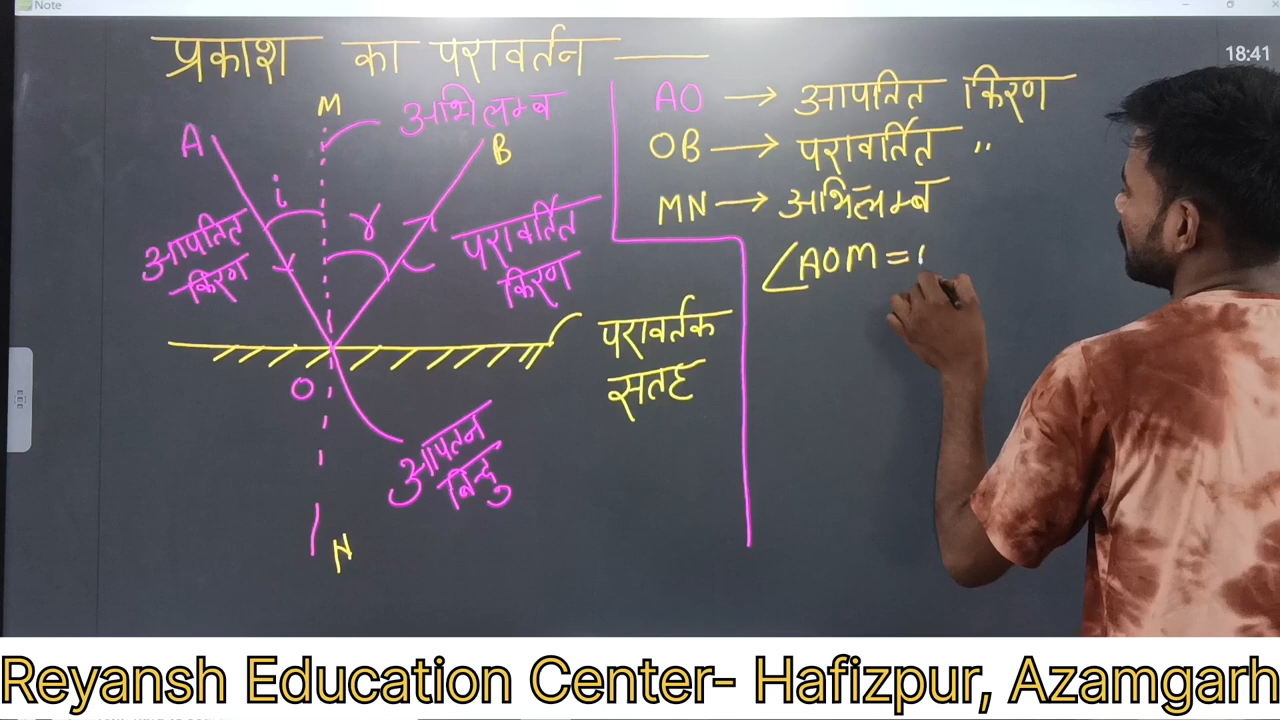 Note
18:41
प्रकाश का परावर्तन
M
अभिलम्ब
A
B
i
r
आपतित
किरण
परावर्तित
किरण
परावर्तक
सतह
O
आपतन
बिन्दु
N
AO → आपतित किरण
OB → परावर्तित "
MN → अभिलम्ब
∠AOM = (
Reyansh Education Center- Hafizpur, Azamgarh